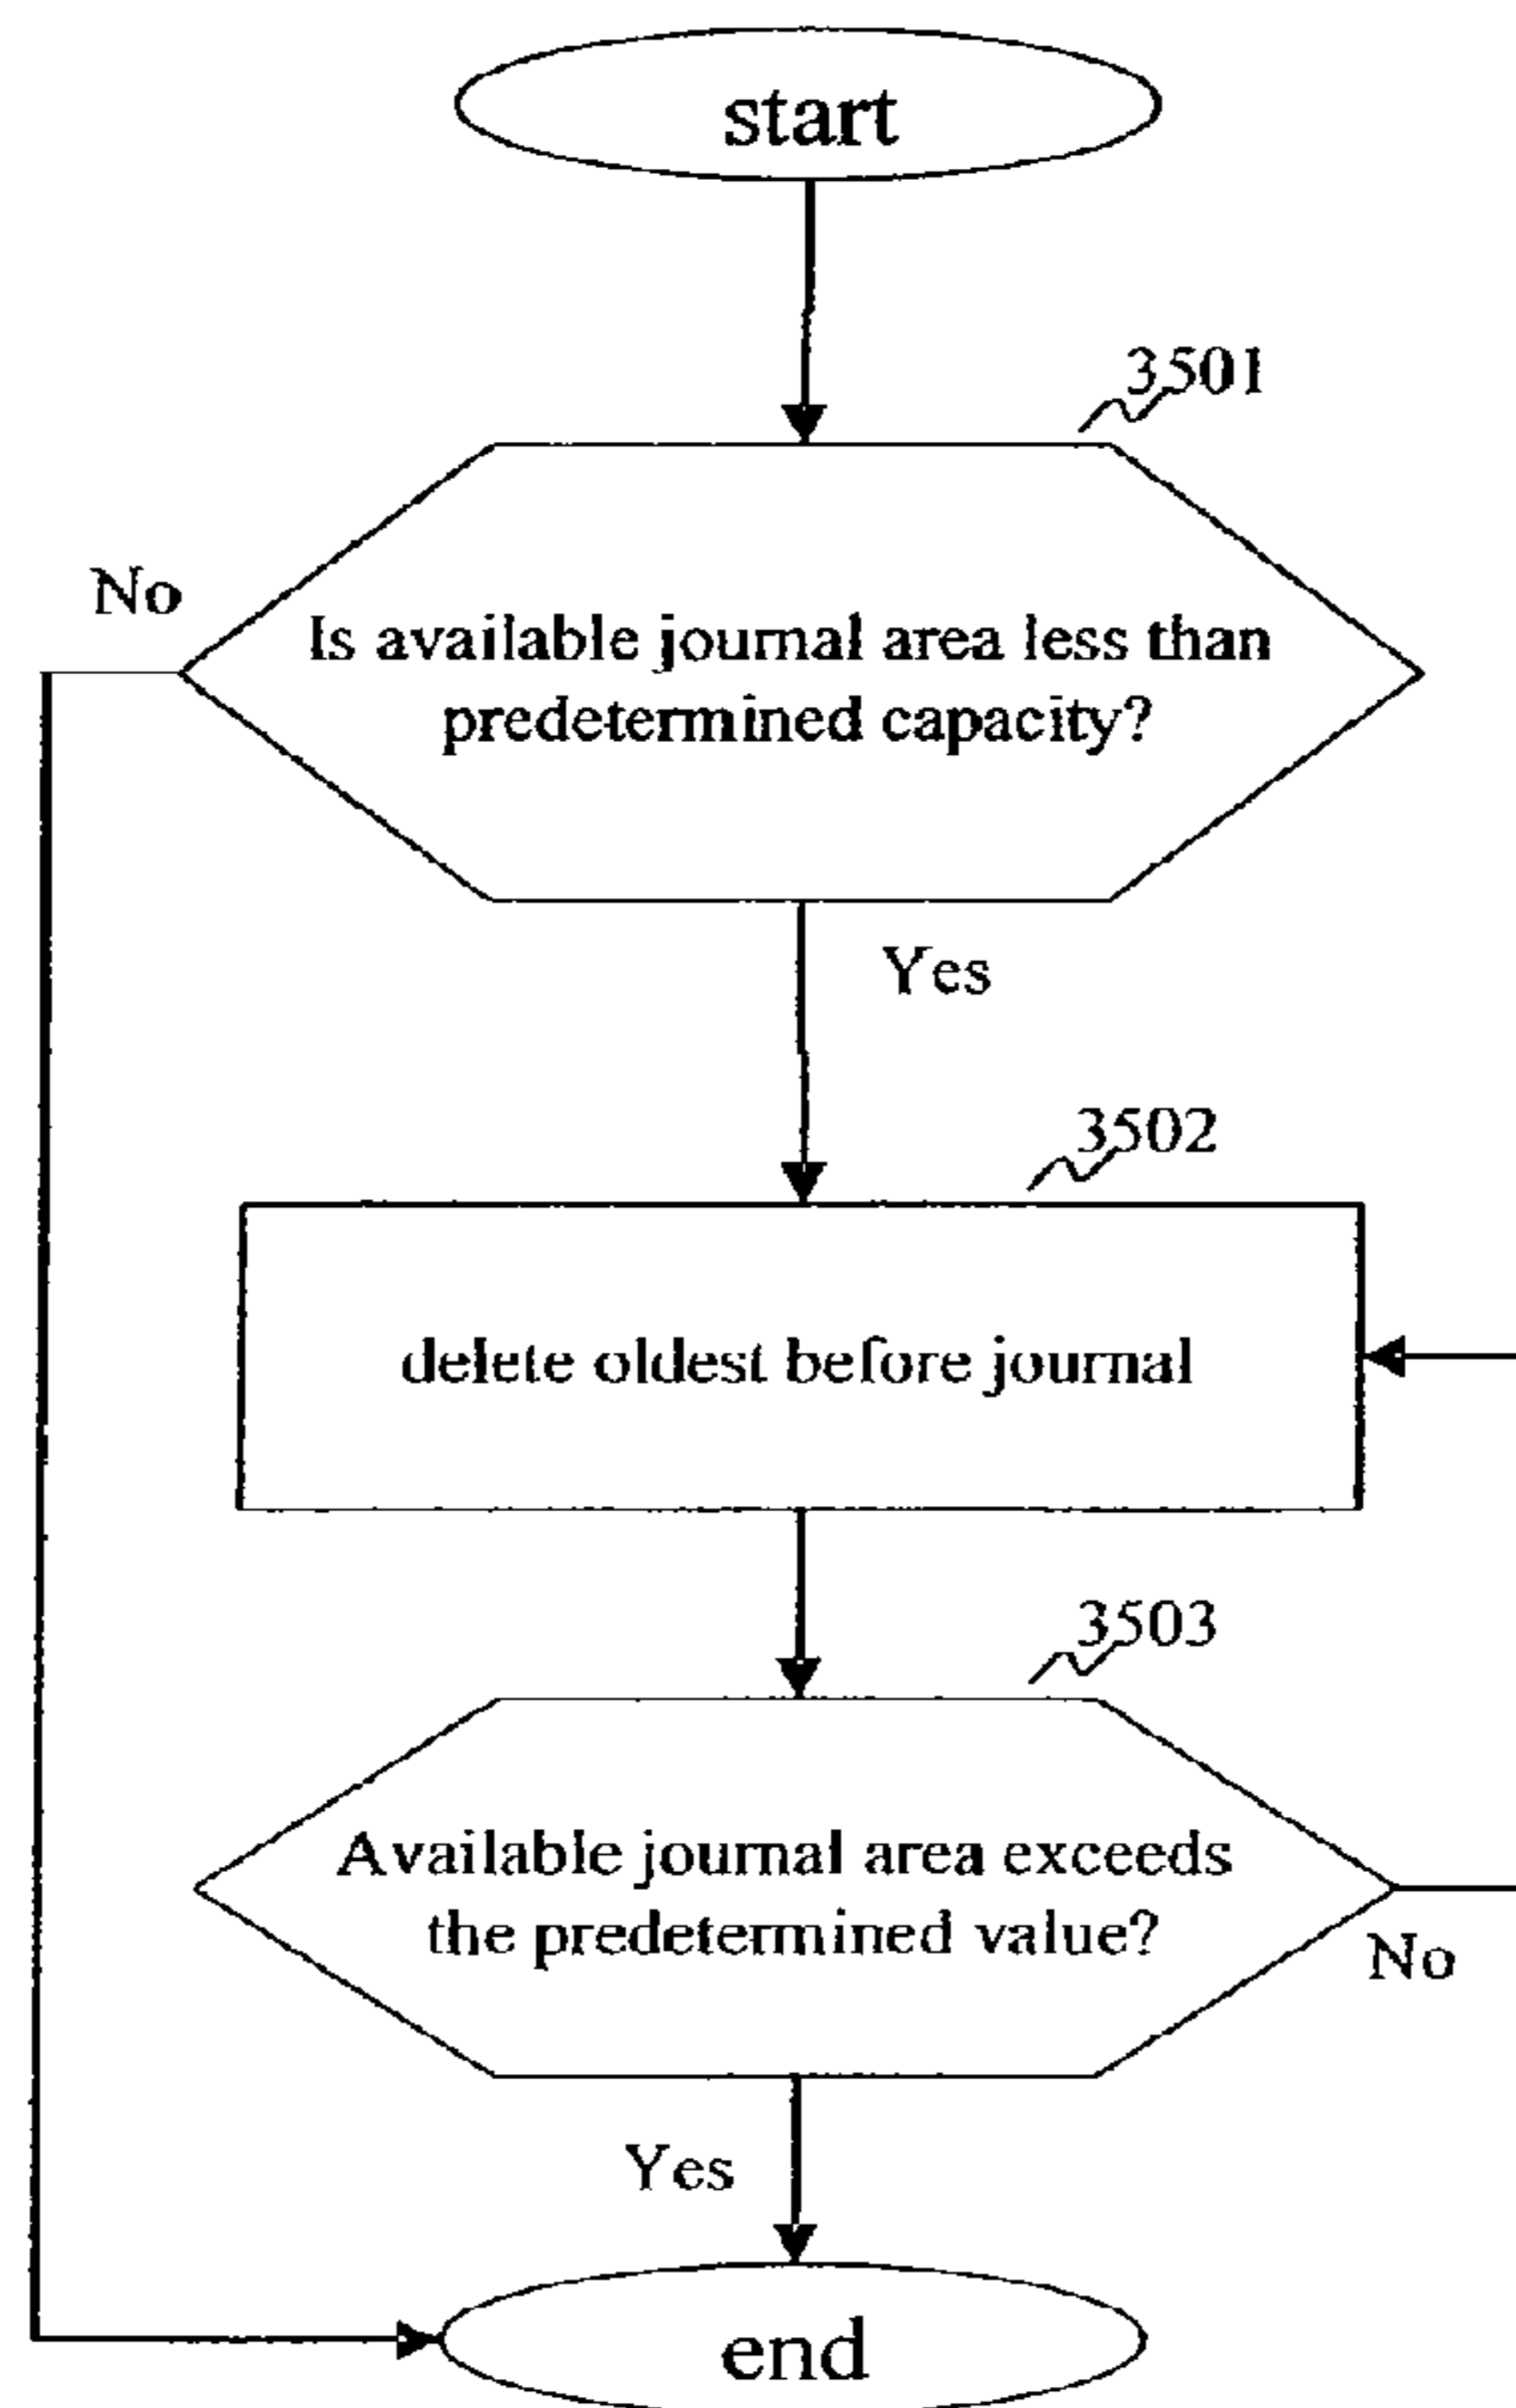 start
3501
No
Is available journal area less than
predetermined capacity?
Yes
3502
delete oldest before journal
3503
Available journal area exceeds
the predetermined value?
No
Yes
end